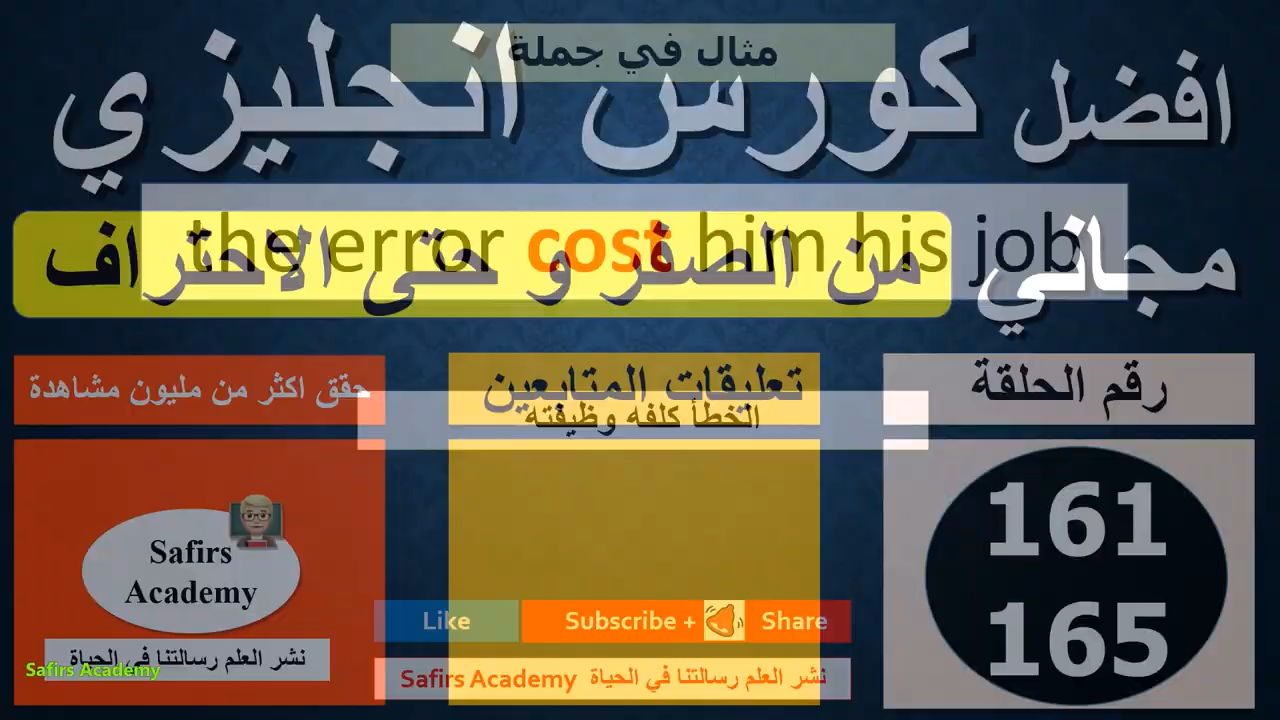 مثال في جملة
افضل كورس انجليزي
the error cost him his job
مجاني من الصفر و حتى الاحتراف
حقق اكثر من مليون مشاهدة
تعليقات المتابعين
رقم الحلقة
الخطأ كلفه وظيفته
161
165
Safirs
Academy
نشر العلم رسالتنا في الحياة
Safirs Academy
Like
Subscribe +
Share
Safirs Academy نشر العلم رسالتنا في الحياة